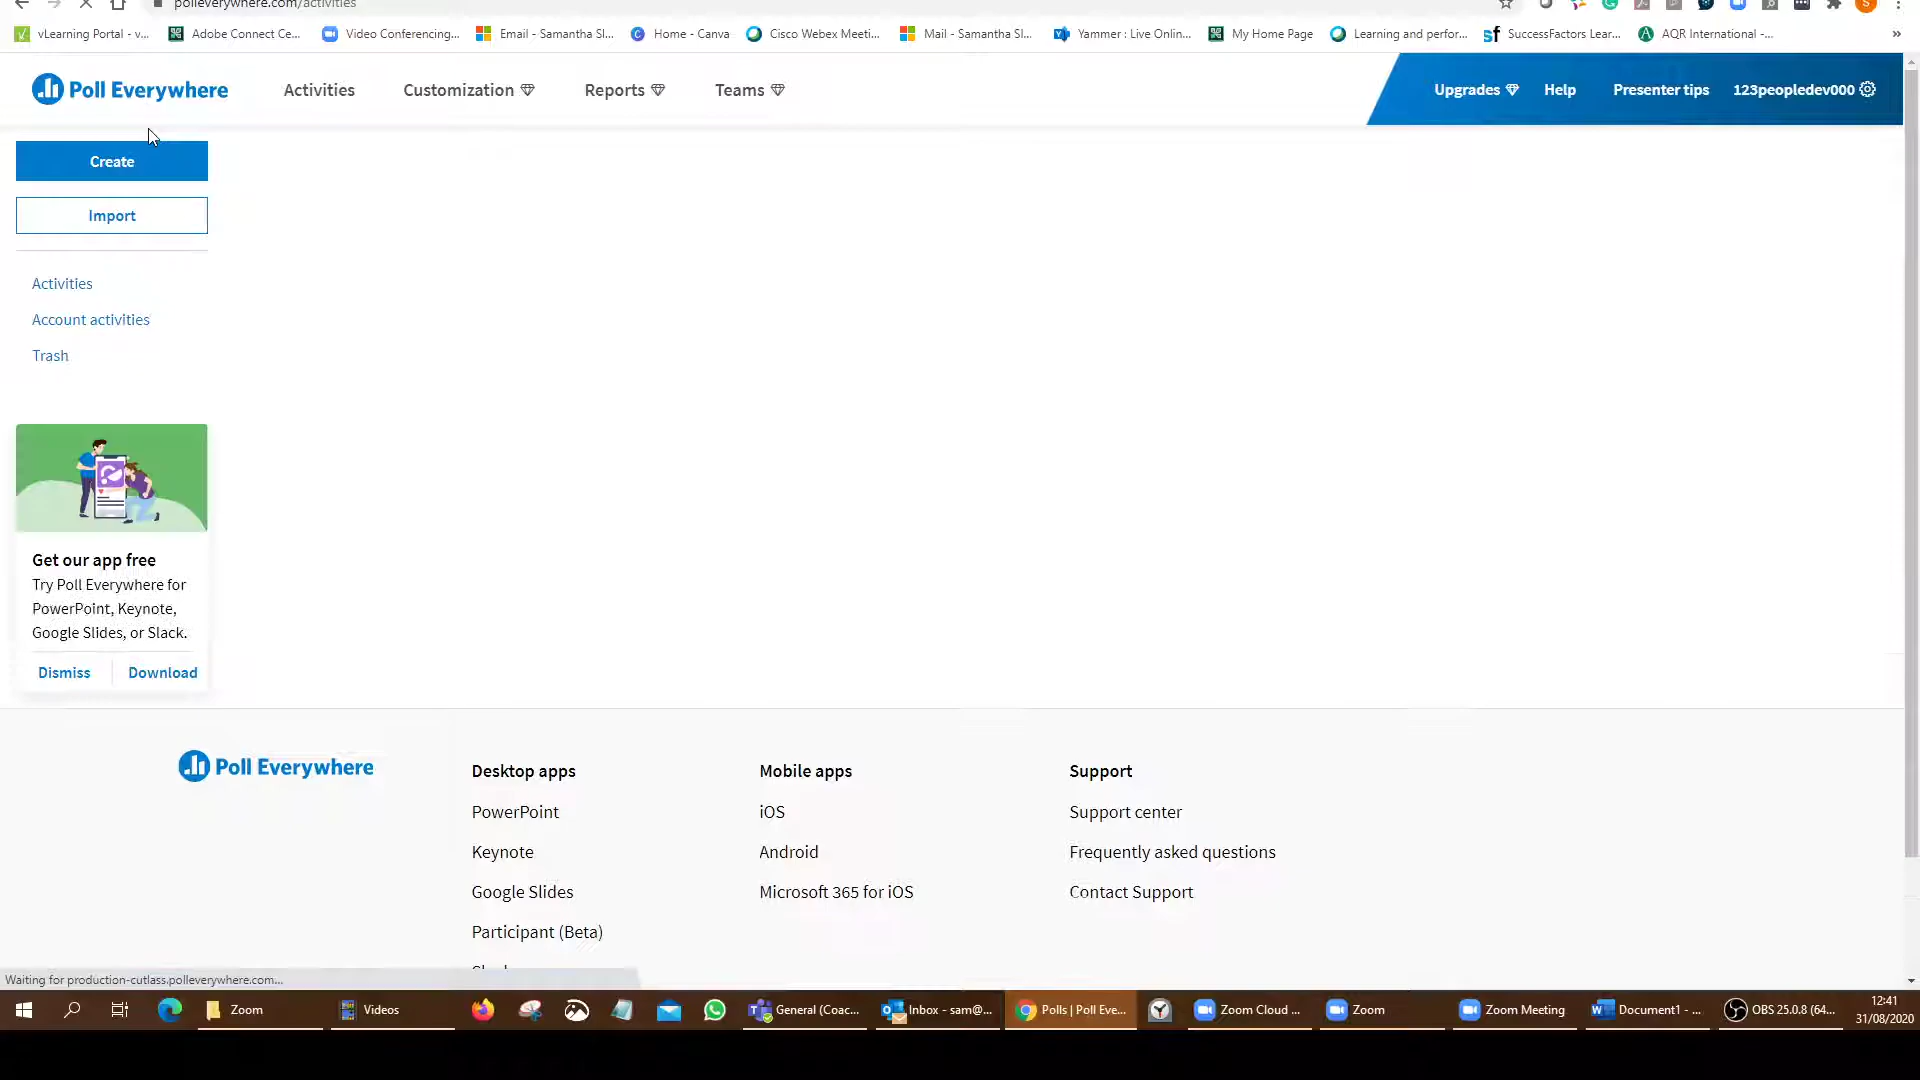 polleverywhere.com/activities
vLearning Portal - v... Adobe Connect Ce... Video Conferencing... Email - Samantha Sl... Home - Canva Cisco Webex Meeti... Mail - Samantha Sl... Yammer : Live Onlin... My Home Page Learning and perfor... SuccessFactors Lear... AQR International -... »
Poll Everywhere Activities Customization Reports Teams Upgrades Help Presenter tips 123peopledev000
Create
Import
Activities
Account activities
Trash
Get our app free
Try Poll Everywhere for
PowerPoint, Keynote,
Google Slides, or Slack.
Dismiss Download
Poll Everywhere
Desktop apps
PowerPoint
Keynote
Google Slides
Participant (Beta)
Mobile apps
iOS
Android
Microsoft 365 for iOS
Support
Support center
Frequently asked questions
Contact Support
Waiting for production-cutlass.polleverywhere.com...
Zoom Videos General (Coac... Inbox - sam@... Polls | Poll Eve... Zoom Cloud ... Zoom Zoom Meeting Document1 - ... OBS 25.0.8 (64... 12:41
31/08/2020